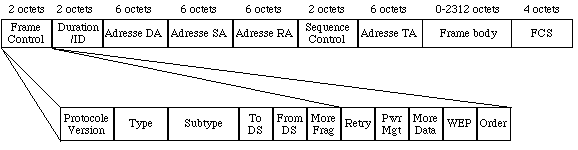 2 octets 2 octets 6 octets 6 octets 6 octets 2 octets 6 octets 0-2312 octets 4 octets
Frame Control Duration /ID Adresse DA Adresse SA Adresse RA Sequence Control Adresse TA Frame body FCS
Protocole Version Type Subtype To DS From DS More Frag Retry Pwr Mgt More Data WEP Order